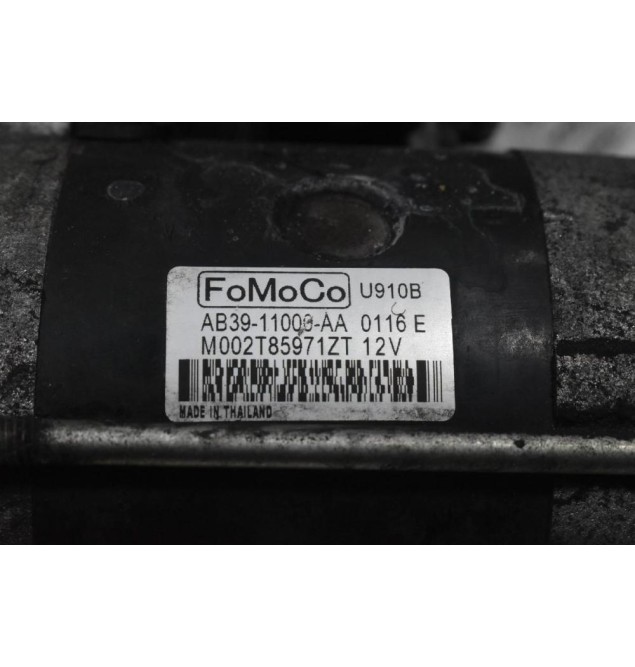 FoMoCo U910B
AB39-11000-AA 0116 E
M002T85971ZT 12V
MADE IN THAILAND